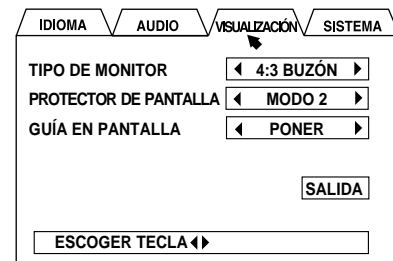 IDIOMA AUDIO VISUALIZACIÓN SISTEMA
TIPO DE MONITOR 4:3 BUZÓN
PROTECTOR DE PANTALLA MODO 2
GUÍA EN PANTALLA PONER
SALIDA
ESCOGER TECLA